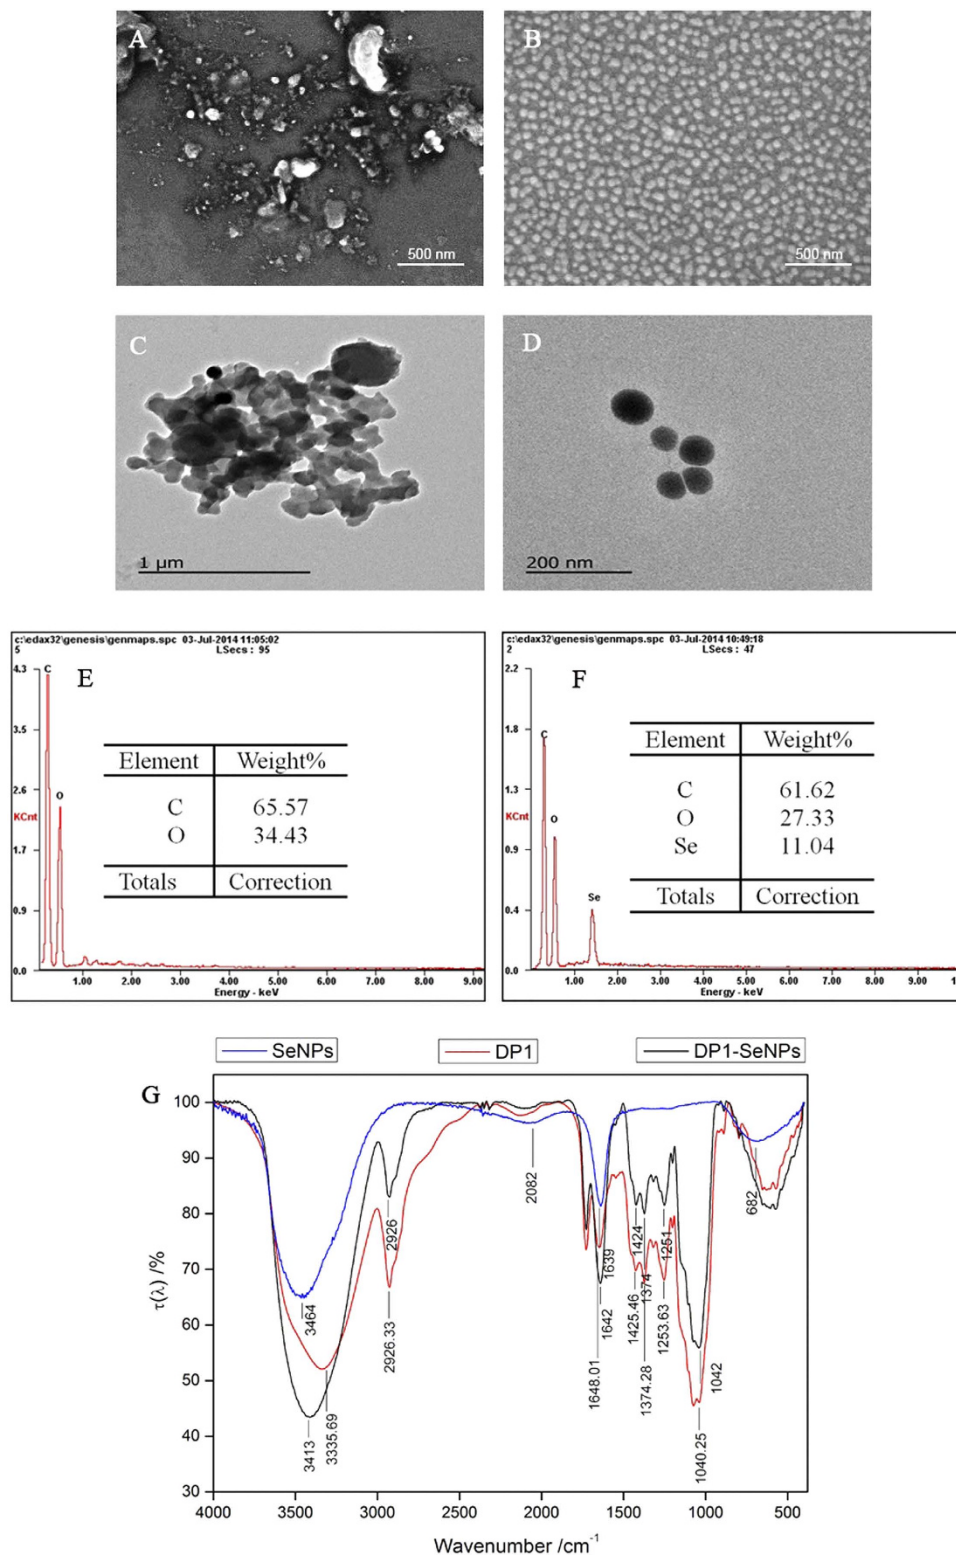 A
500 nm
B
500 nm
C
1 µm
D
200 nm
c:\edax32\genesis\genmaps.spc 03-Jul-2014 11:05:02
5 LSecs : 95
E
4.3
3.5
2.6
KCnt
1.7
0.9
0.0
C
O
Element Weight%
C 65.57
O 34.43
Totals Correction
1.00 2.00 3.00 4.00 5.00 6.00 7.00 8.00 9.00
Energy - keV
c:\edax32\genesis\genmaps.spc 03-Jul-2014 10:49:18
2 LSecs : 47
F
2.2
1.8
1.3
KCnt
0.9
0.4
0.0
C
O
Se
Element Weight%
C 61.62
O 27.33
Se 11.04
Totals Correction
1.00 2.00 3.00 4.00 5.00 6.00 7.00 8.00 9.00 10
Energy - keV
SeNPs DP1 DP1-SeNPs
G
100
90
80
70
60
50
40
30
τ(λ) /%
3464
3413
3335.69
2926
2926.33
2082
1648.01
1642
1639
1425.46
1424
1374.28
1374
1253.63
1251
1042
1040.25
682
4000 3500 3000 2500 2000 1500 1000 500
Wavenumber /cm⁻¹